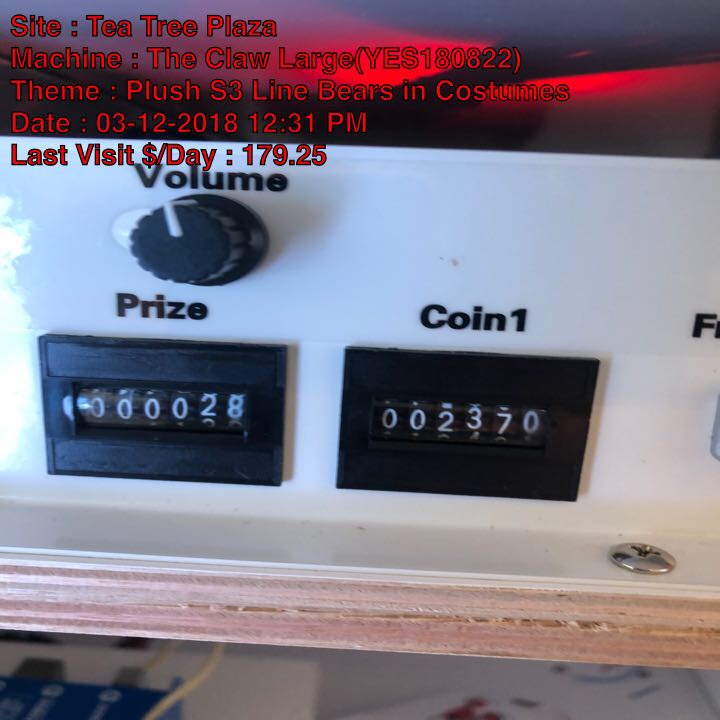 Site : Tea Tree Plaza
Machine : The Claw Large(YES180822)
Theme : Plush S3 Line Bears in Costumes
Date : 03-12-2018 12:31 PM
Last Visit $/Day : 179.25
Volume
Prize
Coin1
000028
002370